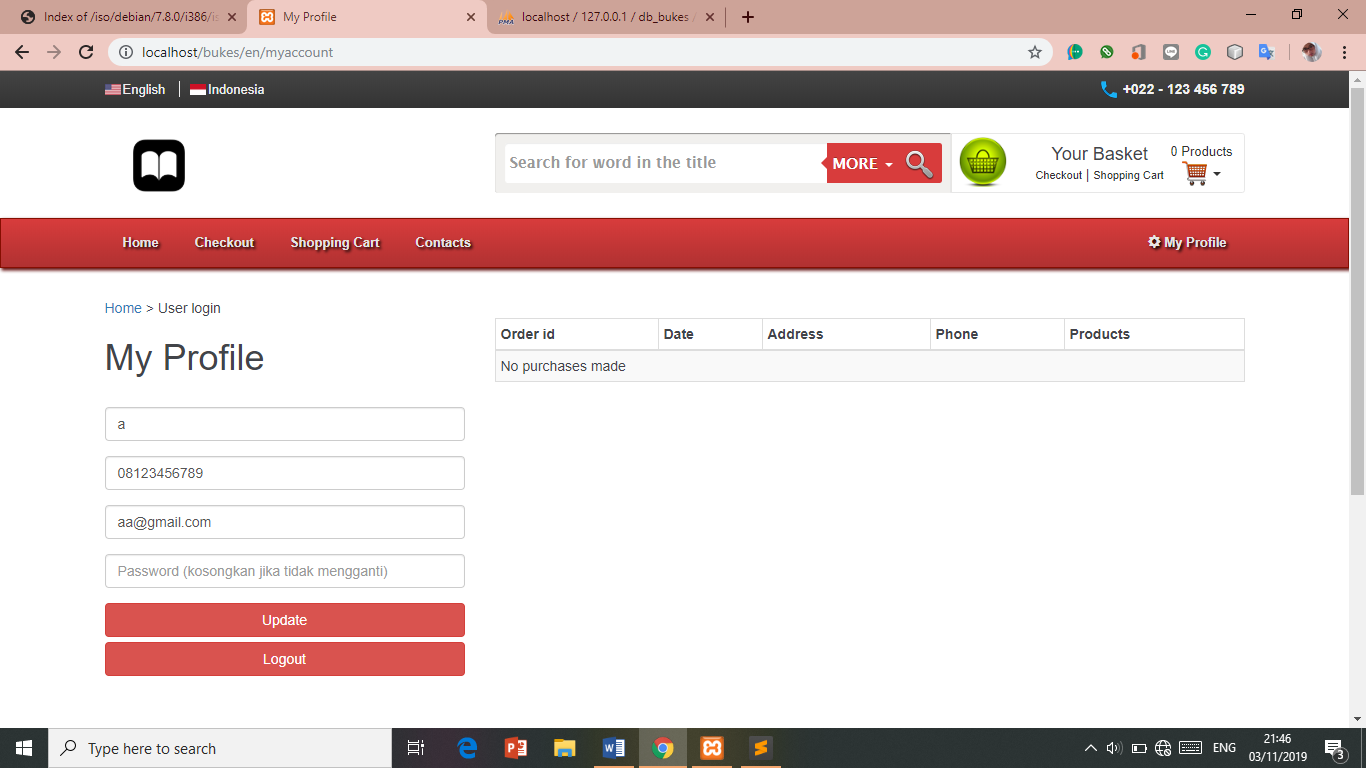 Index of /iso/debian/7.8.0/i386/is
My Profile
localhost / 127.0.0.1 / db_bukes
localhost/bukes/en/myaccount
English
Indonesia
+022 - 123 456 789
Search for word in the title
MORE
Your Basket
0 Products
Checkout | Shopping Cart
Home
Checkout
Shopping Cart
Contacts
My Profile
Home > User login
My Profile
a
08123456789
aa@gmail.com
Password (kosongkan jika tidak mengganti)
Update
Logout
Order id
Date
Address
Phone
Products
No purchases made
Type here to search
ENG
21:46
03/11/2019
3